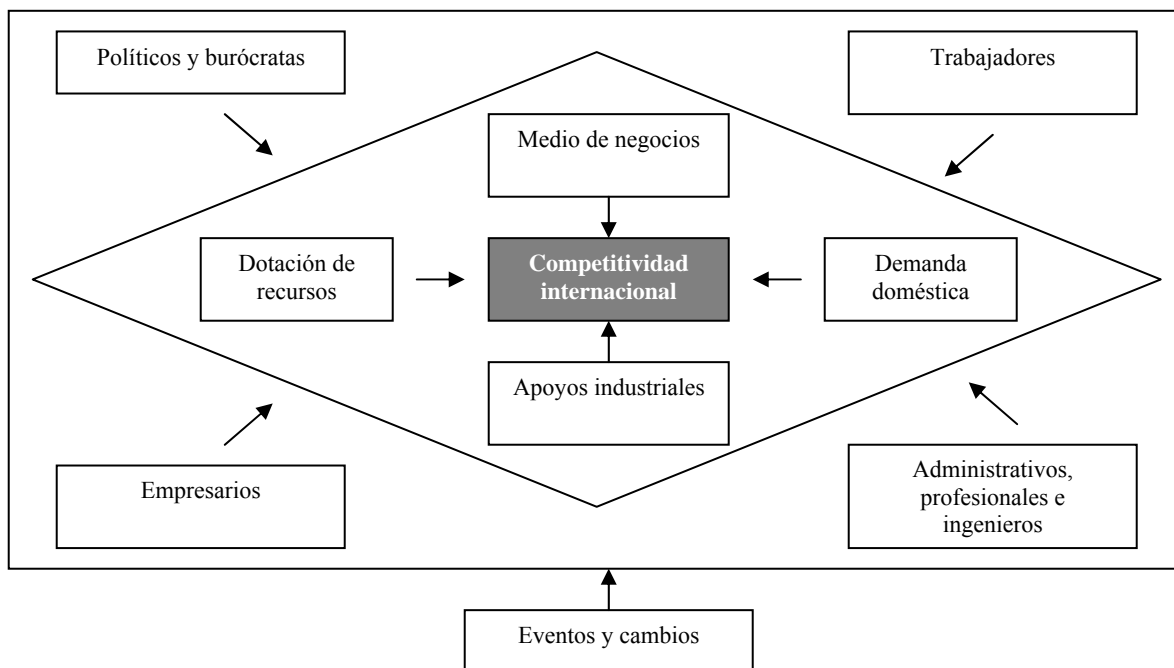 Políticos y burócratas
Trabajadores
Medio de negocios
Dotación de
recursos
Competitividad
internacional
Demanda
doméstica
Apoyos industriales
Empresarios
Administrativos,
profesionales e
ingenieros
Eventos y cambios